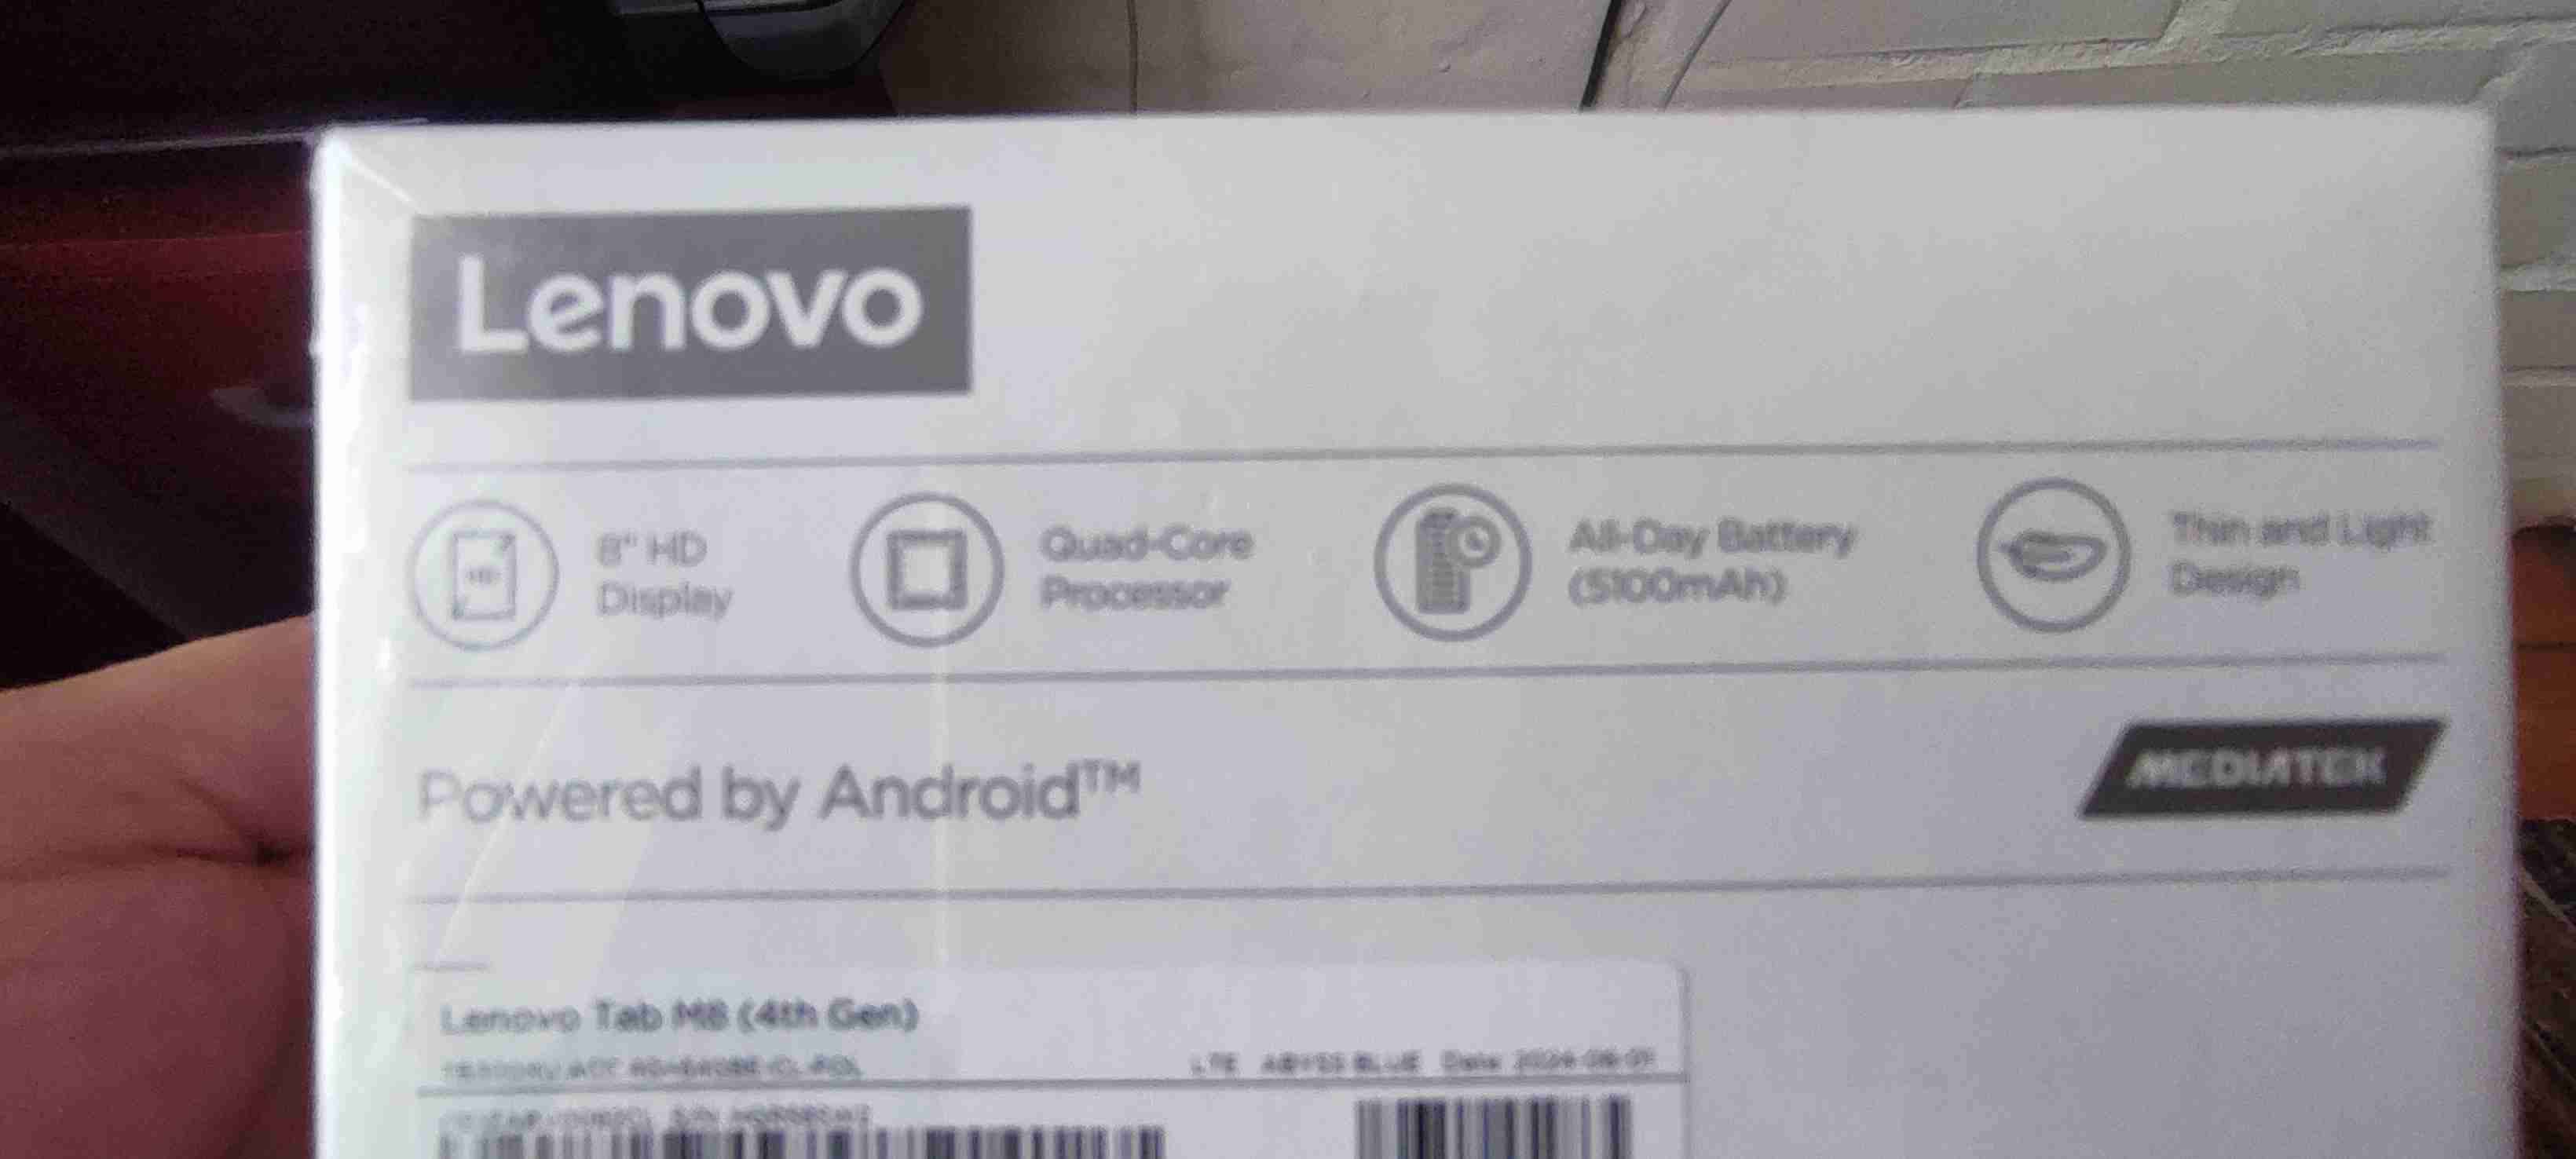 Lenovo
8" HD
Display
Quad-Core
Processor
All-Day Battery
(5100mAh)
Thin and Light
Design
Powered by Android™
MEDIATEK
Lenovo Tab M8 (4th Gen)
LTE ABYSS BLUE Date